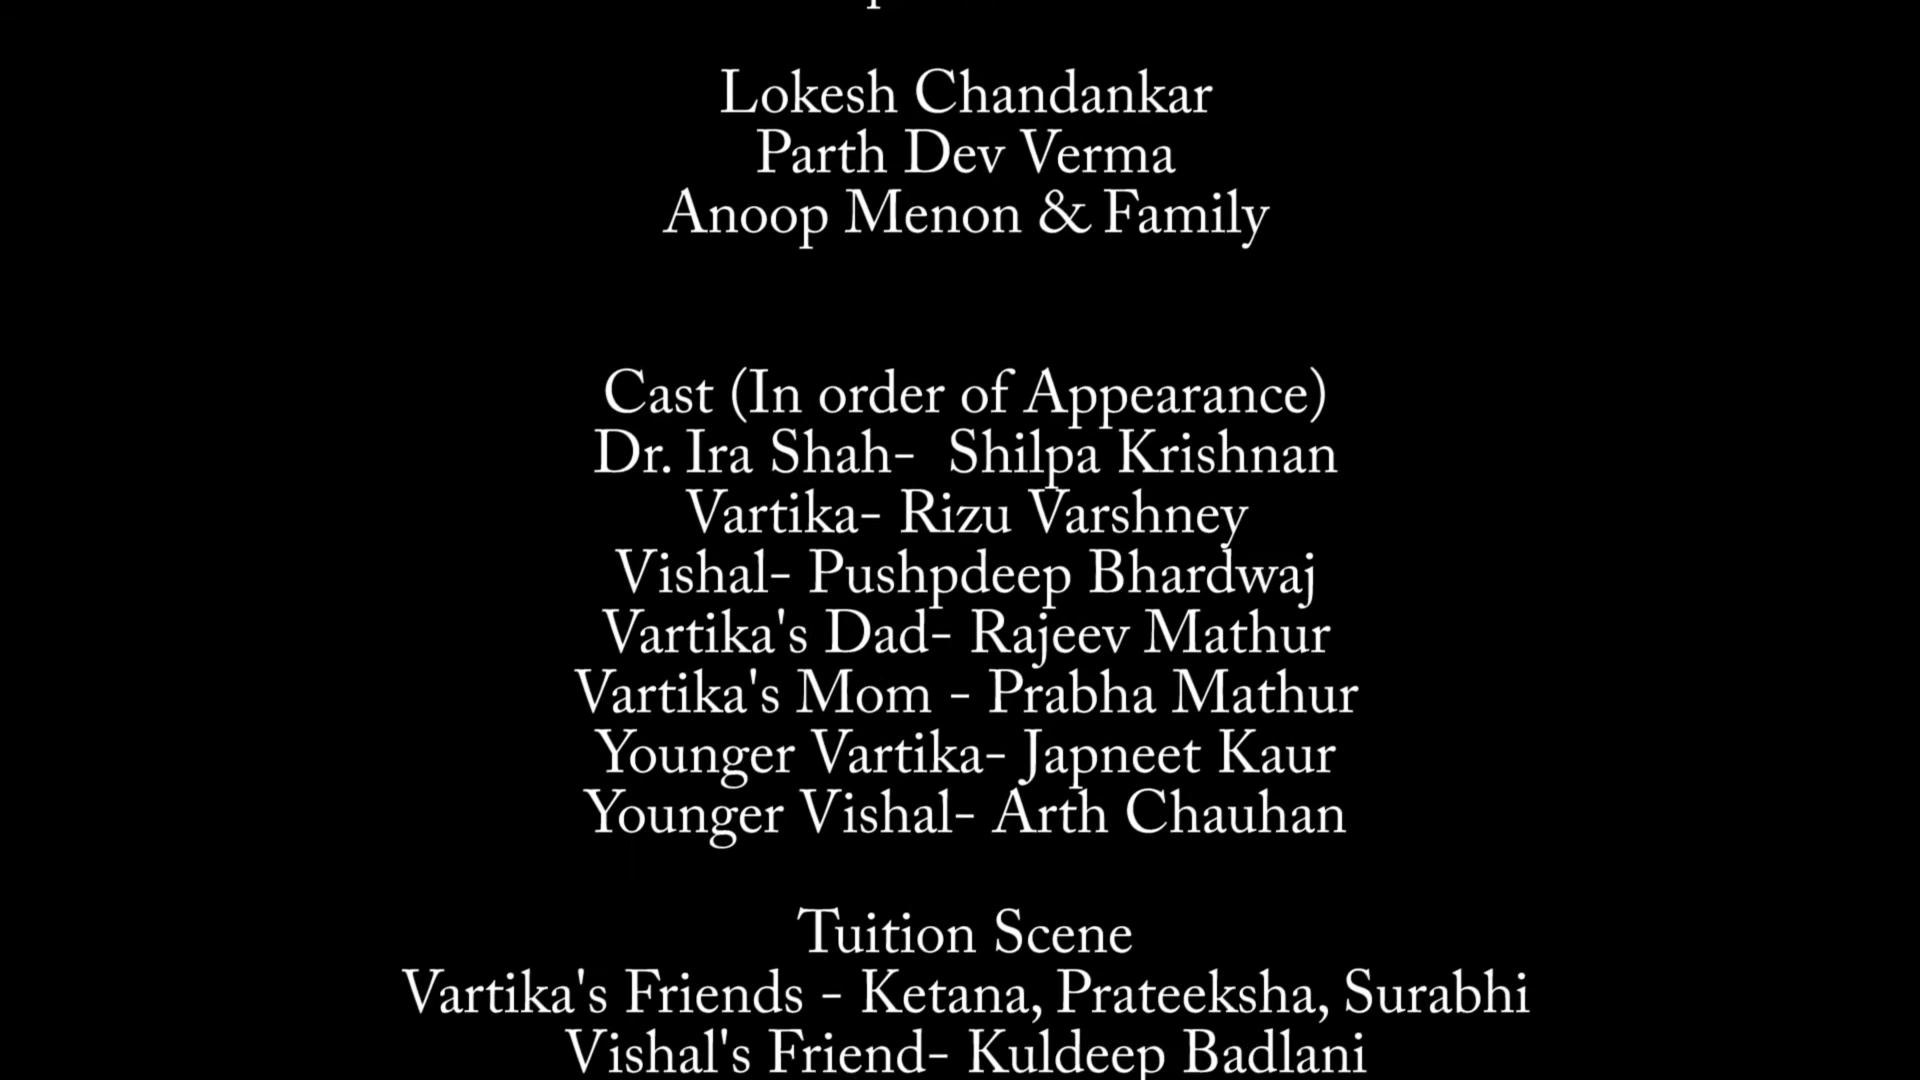 Lokesh Chandankar
Parth Dev Verma
Anoop Menon & Family
Cast (In order of Appearance)
Dr. Ira Shah-  Shilpa Krishnan
Vartika- Rizu Varshney
Vishal- Pushpdeep Bhardwaj
Vartika's Dad- Rajeev Mathur
Vartika's Mom - Prabha Mathur
Younger Vartika- Japneet Kaur
Younger Vishal- Arth Chauhan
Tuition Scene
Vartika's Friends - Ketana, Prateeksha, Surabhi
Vishal's Friend- Kuldeep Badlani